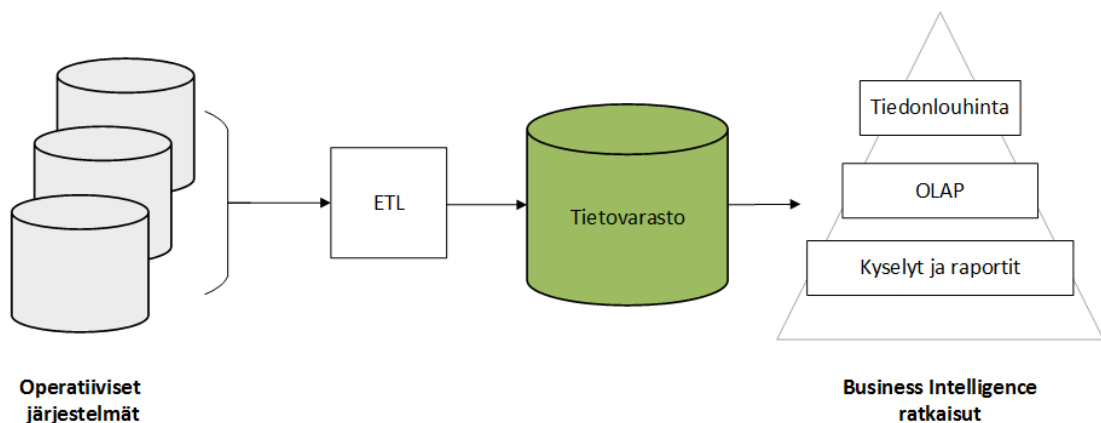 Tiedonlouhinta
OLAP
ETL
Tietovarasto
Kyselyt ja raportit
Operatiiviset
järjestelmät
Business Intelligence
ratkaisut